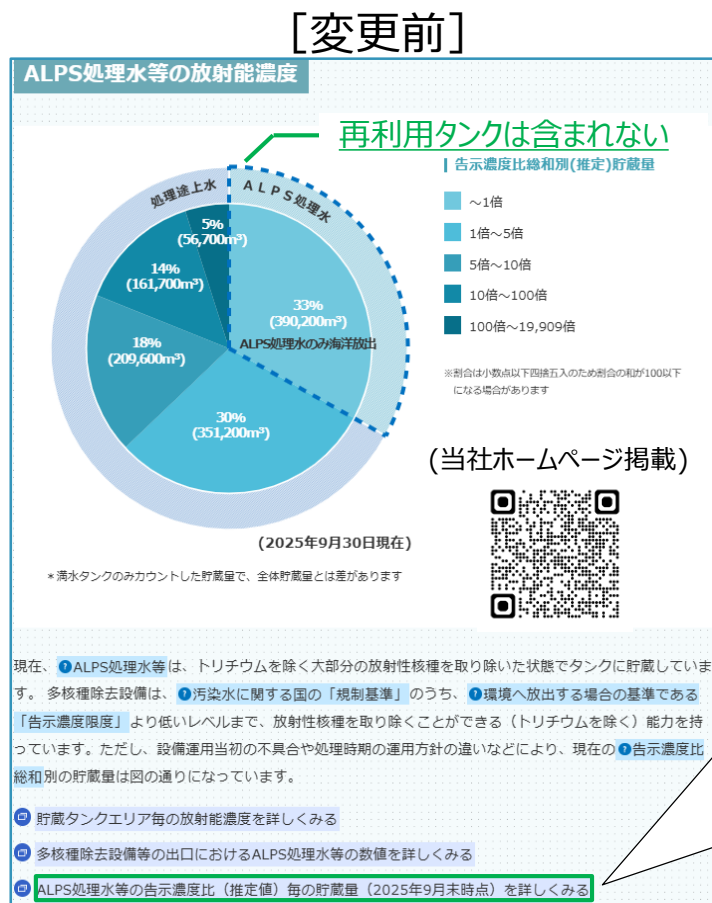 [変更前]
ALPS処理水等の放射能濃度
再利用タンクは含まれない
告示濃度比総和別(推定)貯蔵量
処理途上水
ALPS処理水
～1倍
1倍～5倍
5倍～10倍
10倍～100倍
100倍～19,909倍
5%
(56,700m³)
14%
(161,700m³)
33%
(390,200m³)
ALPS処理水のみ海洋放出
18%
(209,600m³)
30%
(351,200m³)
※割合は小数点以下四捨五入のため割合の和が100以下
になる場合があります
(当社ホームページ掲載)
(2025年9月30日現在)
＊満水タンクのみカウントした貯蔵量で、全体貯蔵量とは差があります
現在、?ALPS処理水等は、トリチウムを除く大部分の放射性核種を取り除いた状態でタンクに貯蔵していま
す。 多核種除去設備は、?汚染水に関する国の「規制基準」のうち、?環境へ放出する場合の基準である
「告示濃度限度」より低いレベルまで、放射性核種を取り除くことができる（トリチウムを除く）能力を持
っています。ただし、設備運用当初の不具合や処理時期の運用方針の違いなどにより、現在の?告示濃度比
総和別の貯蔵量は図の通りになっています。
貯蔵タンクエリア毎の放射能濃度を詳しくみる
多核種除去設備等の出口におけるALPS処理水等の数値を詳しくみる
ALPS処理水等の告示濃度比（推定値）毎の貯蔵量（2025年9月末時点）を詳しくみる